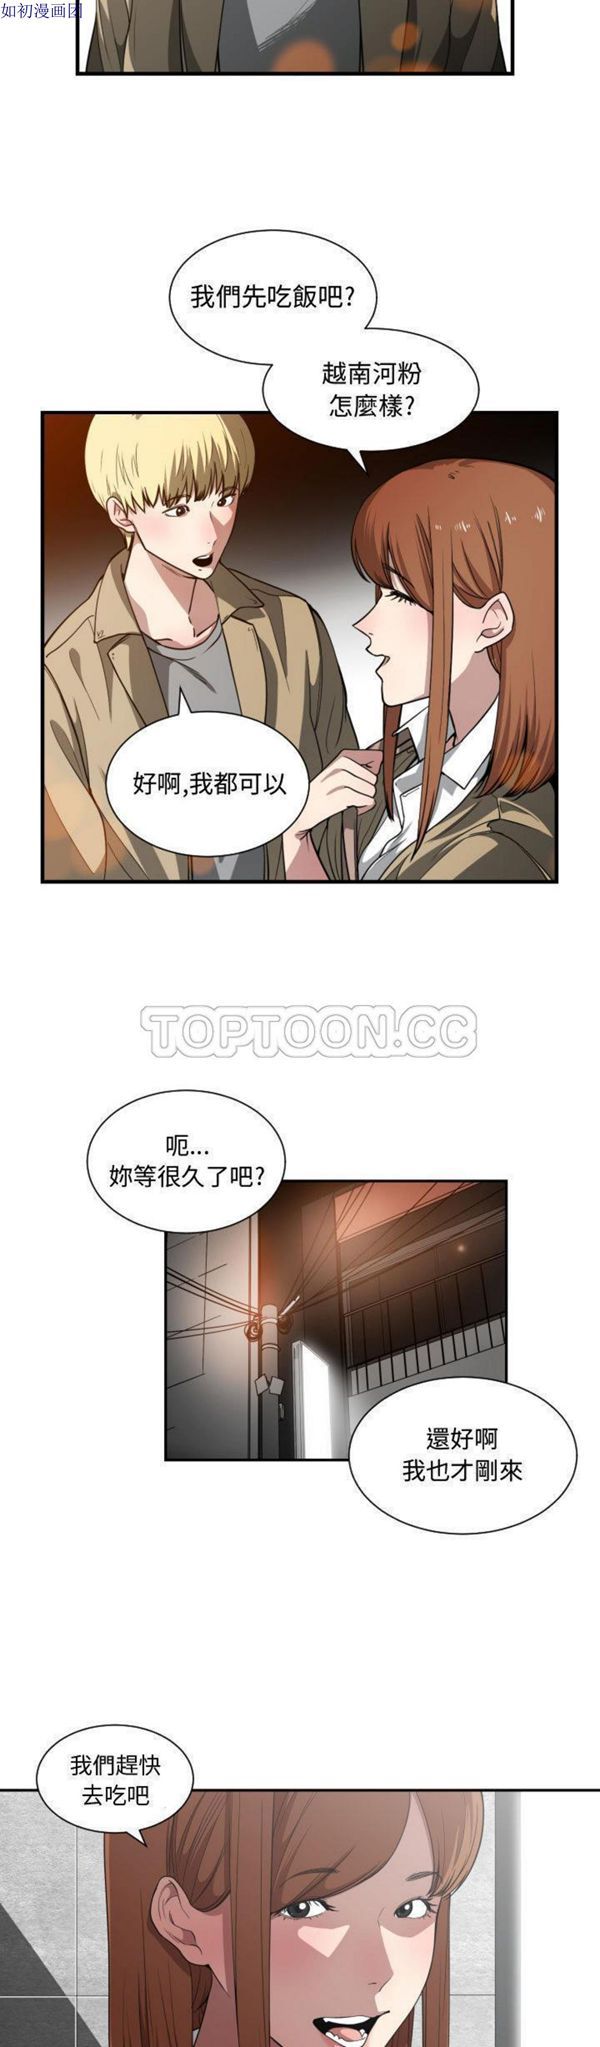 如初漫画团
我們先吃飯吧?
越南河粉
怎麼樣?
好啊,我都可以
TOPTOON.CC
呃...
妳等很久了吧?
還好啊
我也才剛來
我們趕快
去吃吧